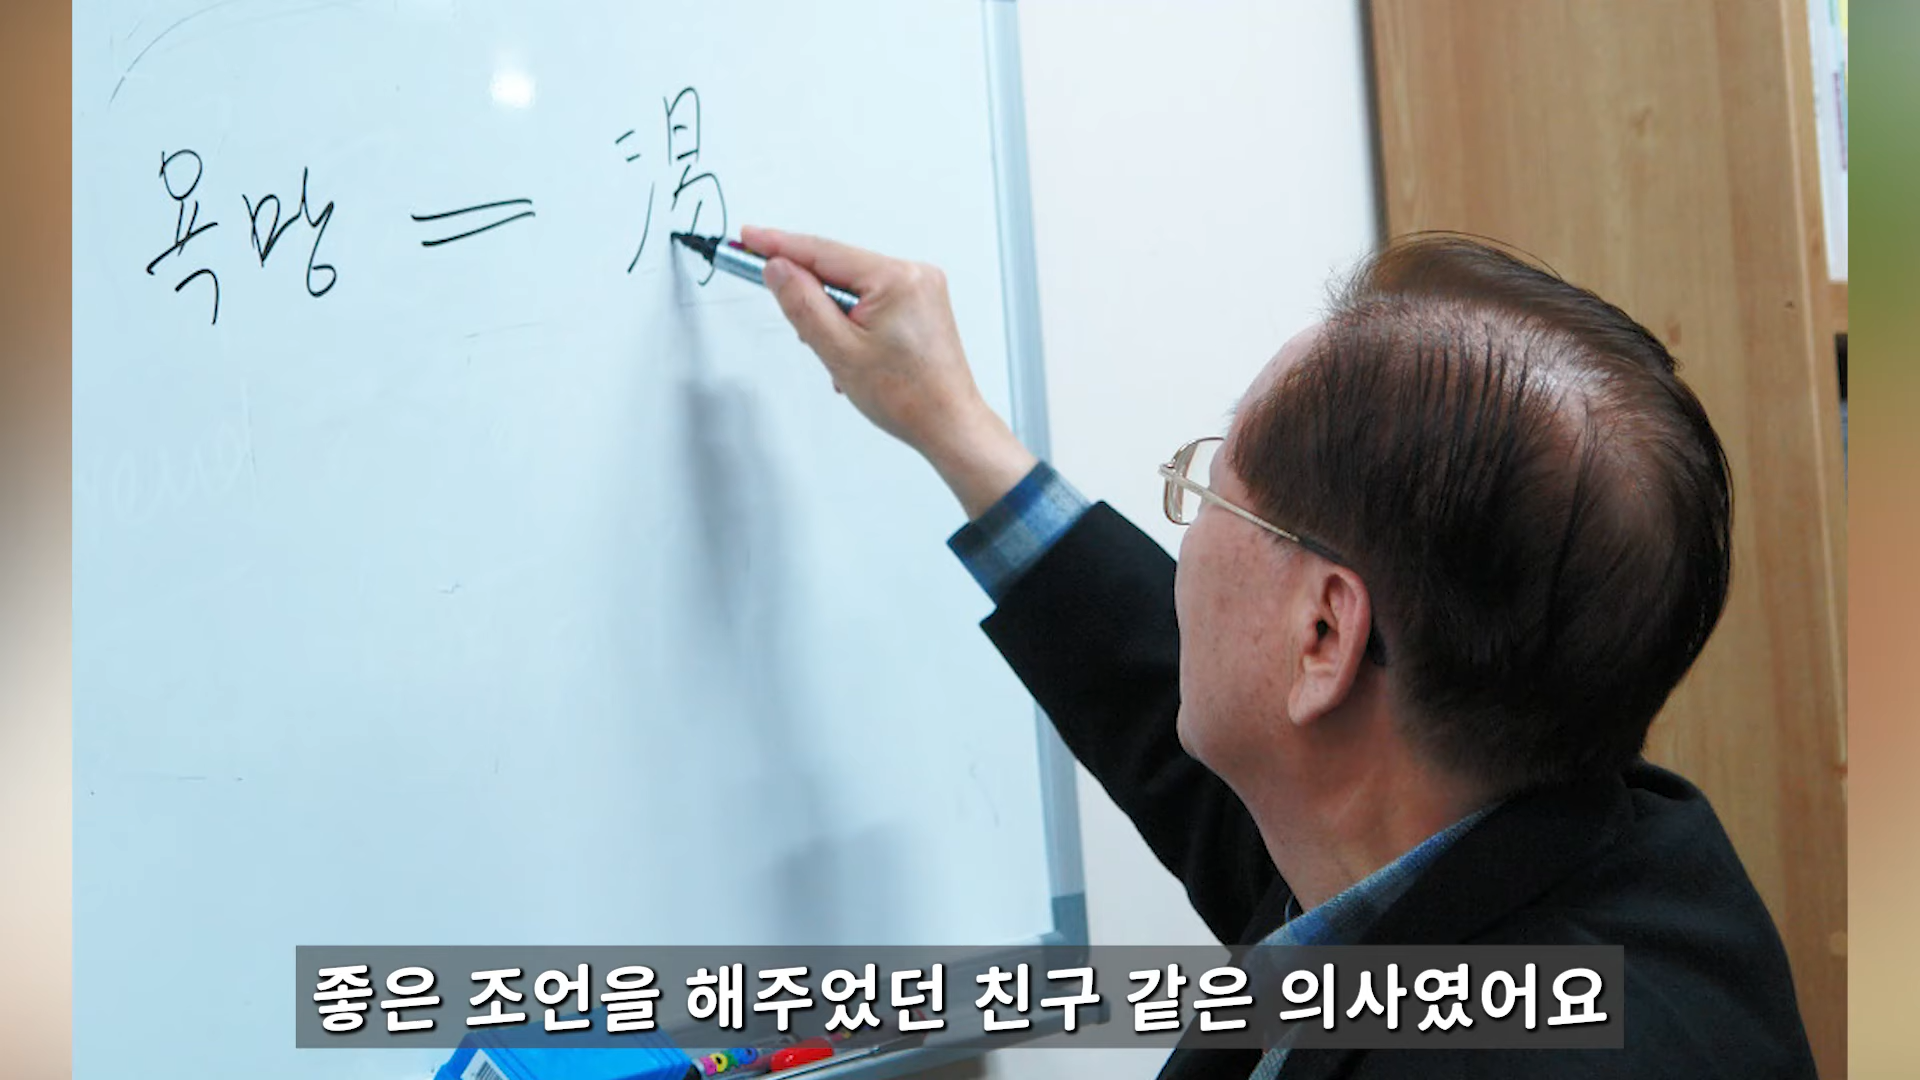 욕망 = 渴
좋은 조언을 해주었던 친구 같은 의사였어요